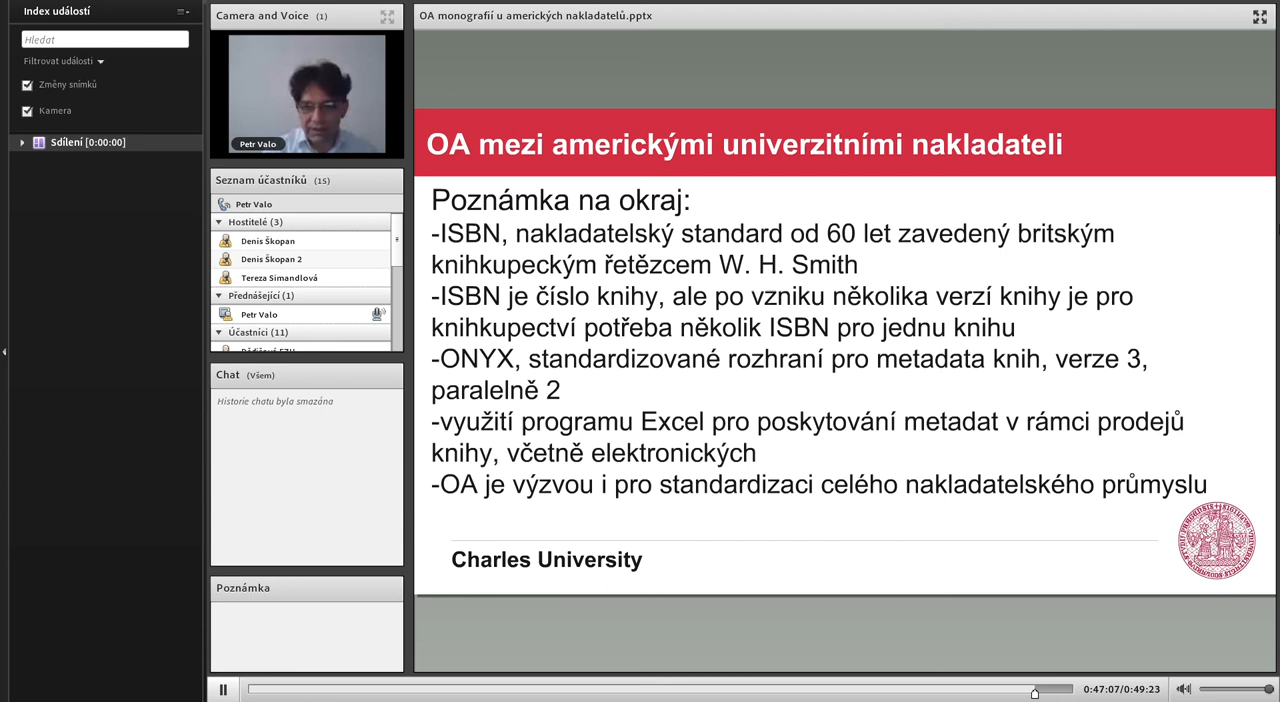 Index událostí
Hledat
Filtrovat události
Změny snímků
Kamera
Sdílení [0:00:00]
Camera and Voice (1)
Petr Valo
Seznam účastníků (15)
Petr Valo
Hostitelé (3)
Denis Škopan
Denis Škopan 2
Tereza Simandlová
Přednášející (1)
Petr Valo
Účastníci (11)
Chat (Všem)
Historie chatu byla smazána
Poznámka
OA monografií u amerických nakladatelů.pptx
OA mezi americkými univerzitními nakladateli
Poznámka na okraj:
-ISBN, nakladatelský standard od 60 let zavedený britským
knihkupeckým řetězcem W. H. Smith
-ISBN je číslo knihy, ale po vzniku několika verzí knihy je pro
knihkupectví potřeba několik ISBN pro jednu knihu
-ONYX, standardizované rozhraní pro metadata knih, verze 3,
paralelně 2
-využití programu Excel pro poskytování metadat v rámci prodejů
knihy, včetně elektronických
-OA je výzvou i pro standardizaci celého nakladatelského průmyslu
Charles University
0:47:07/0:49:23